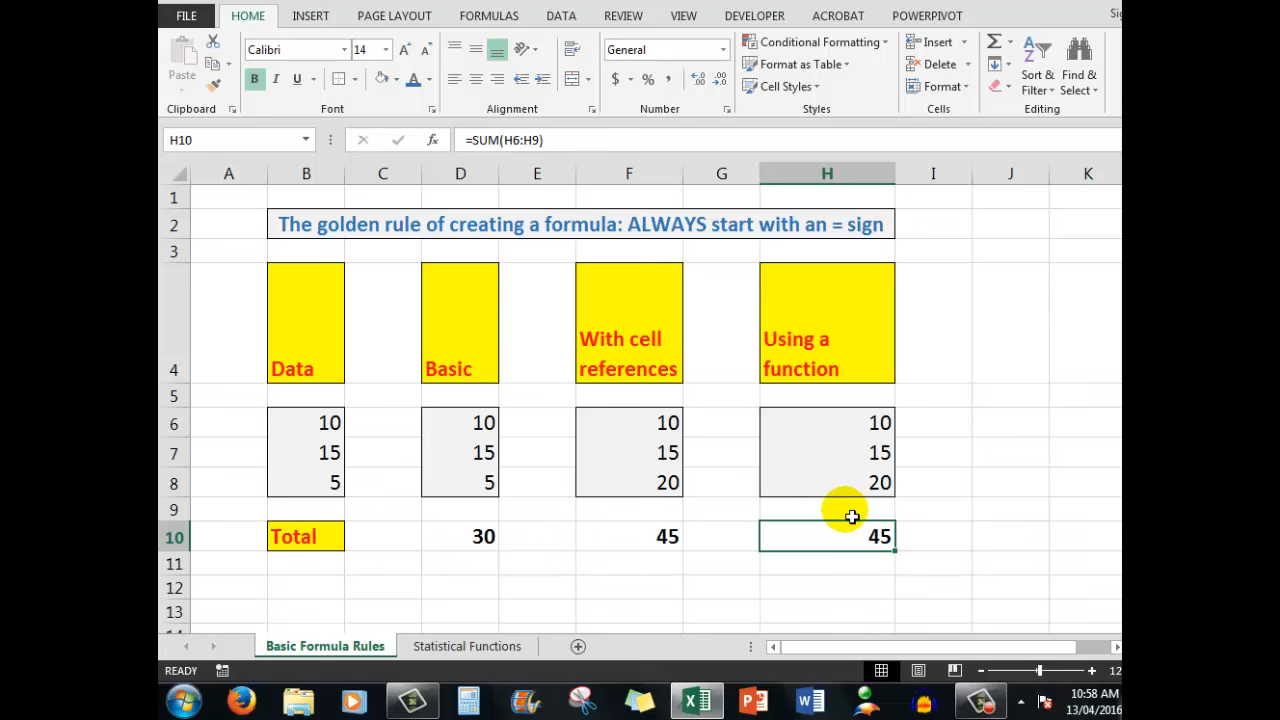 FILE HOME INSERT PAGE LAYOUT FORMULAS DATA REVIEW VIEW DEVELOPER ACROBAT POWERPIVOT
Calibri 14 General Conditional Formatting Insert
Paste Format as Table Delete Sort & Find &
B I U $ % , Cell Styles Format Filter Select
Clipboard Font Alignment Number Styles Cells Editing
H10 fx =SUM(H6:H9)
A B C D E F G H I J K
1
2 The golden rule of creating a formula: ALWAYS start with an = sign
3
With cell Using a
4 Data Basic references function
5
6 10 10 10 10
7 15 15 15 15
8 5 5 20 20
9
10 Total 30 45 45
11
12
13
Basic Formula Rules Statistical Functions
READY
10:58 AM
13/04/2016